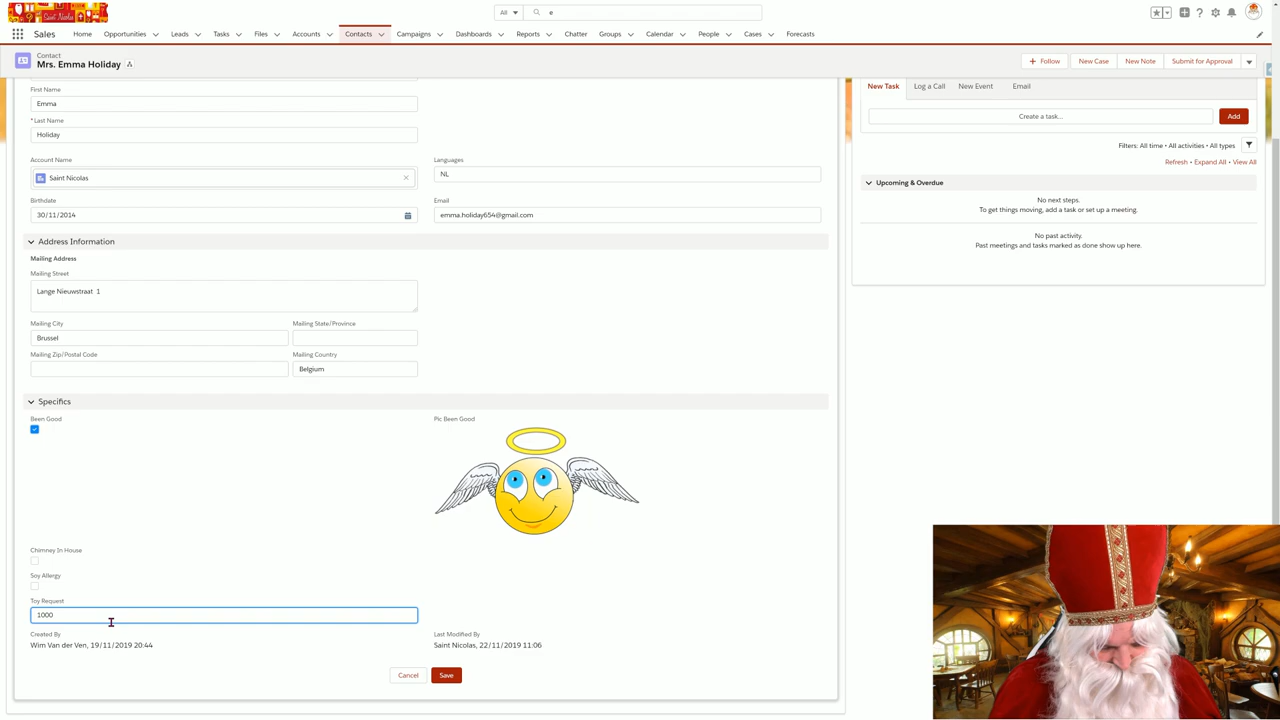 Saint Nicolas
All
e
Sales
Home
Opportunities
Leads
Tasks
Files
Accounts
Contacts
Campaigns
Dashboards
Reports
Chatter
Groups
Calendar
People
Cases
Forecasts
Contact
Mrs. Emma Holiday
Follow
New Case
New Note
Submit for Approval
First Name
Emma
*Last Name
Holiday
Account Name
Saint Nicolas
Languages
NL
Birthdate
30/11/2014
Email
emma.holiday654@gmail.com
Address Information
Mailing Address
Mailing Street
Lange Nieuwstraat 1
Mailing City
Brussel
Mailing State/Province
Mailing Zip/Postal Code
Mailing Country
Belgium
Specifics
Been Good
Pic Been Good
Chimney In House
Soy Allergy
Toy Request
1000
Created By
Wim Van der Ven, 19/11/2019 20:44
Last Modified By
Saint Nicolas, 22/11/2019 11:06
Cancel
Save
New Task
Log a Call
New Event
Email
Create a task...
Add
Filters: All time • All activities • All types
Refresh • Expand All • View All
Upcoming & Overdue
No next steps.
To get things moving, add a task or set up a meeting.
No past activity.
Past meetings and tasks marked as done show up here.